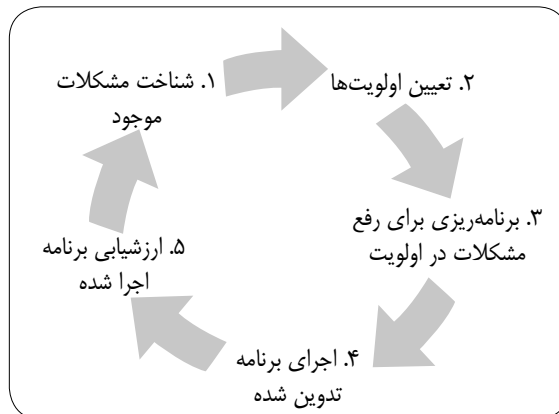 ۱. شناخت مشکلات
موجود
۲. تعیین اولویت‌ها
۳. برنامه‌ریزی برای رفع
مشکلات در اولویت
۴. اجرای برنامه
تدوین شده
۵. ارزشیابی برنامه
اجرا شده